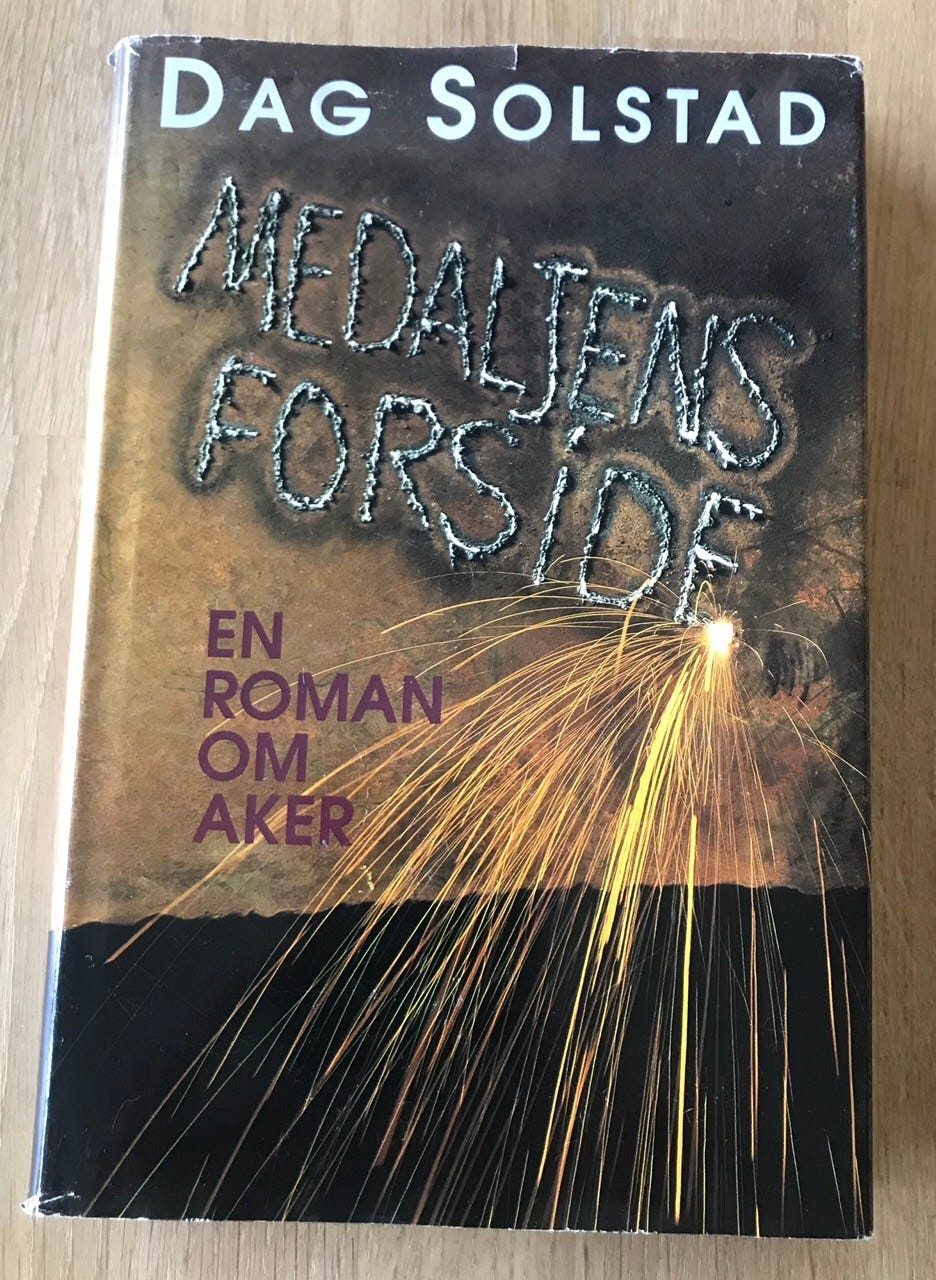 DAG SOLSTAD
MEDALJENS
FORSIDE
EN
ROMAN
OM
AKER